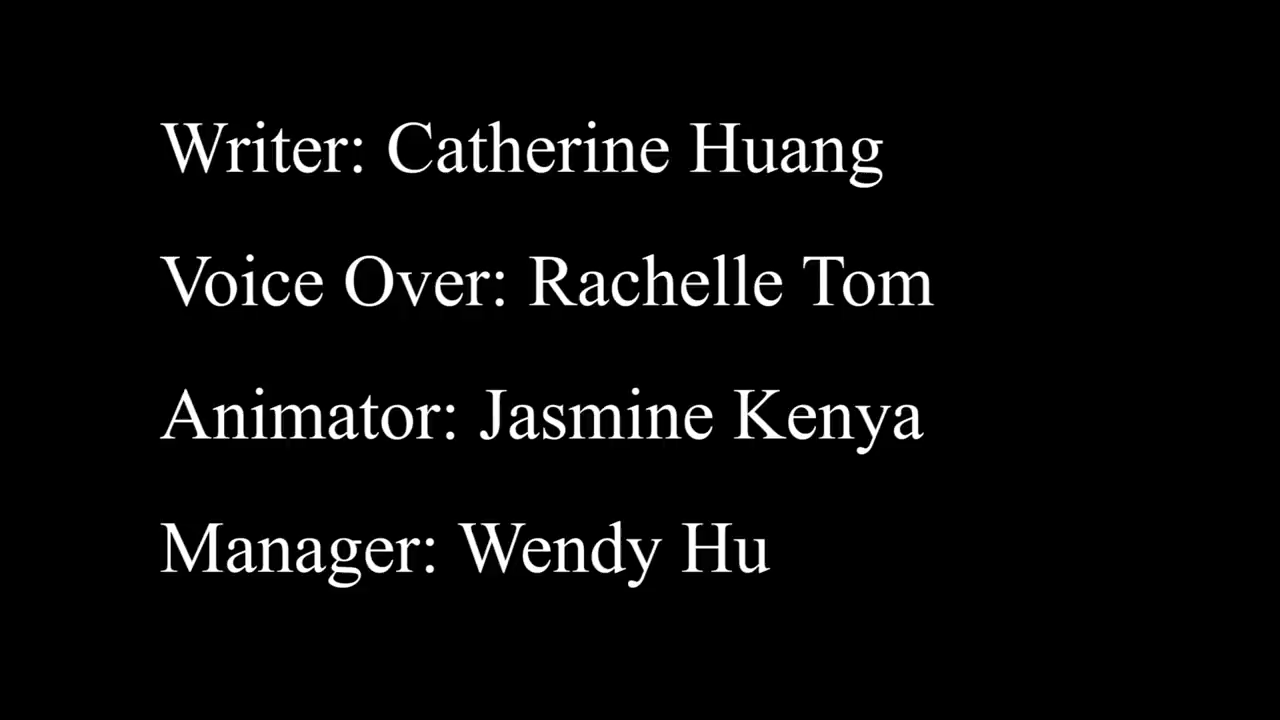 Writer: Catherine Huang
Voice Over: Rachelle Tom
Animator: Jasmine Kenya
Manager: Wendy Hu